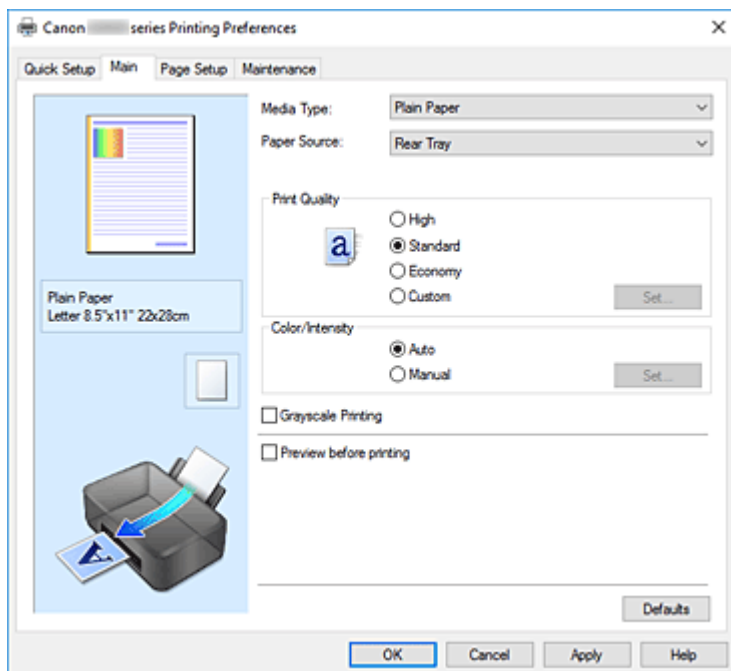 Canon series Printing Preferences
Quick Setup Main Page Setup Maintenance
Media Type: Plain Paper
Paper Source: Rear Tray
Print Quality
a
High
Standard
Economy
Custom Set...
Color/Intensity
Auto
Manual Set...
Grayscale Printing
Preview before printing
Plain Paper
Letter 8.5"x11" 22x28cm
A
Defaults
OK Cancel Apply Help